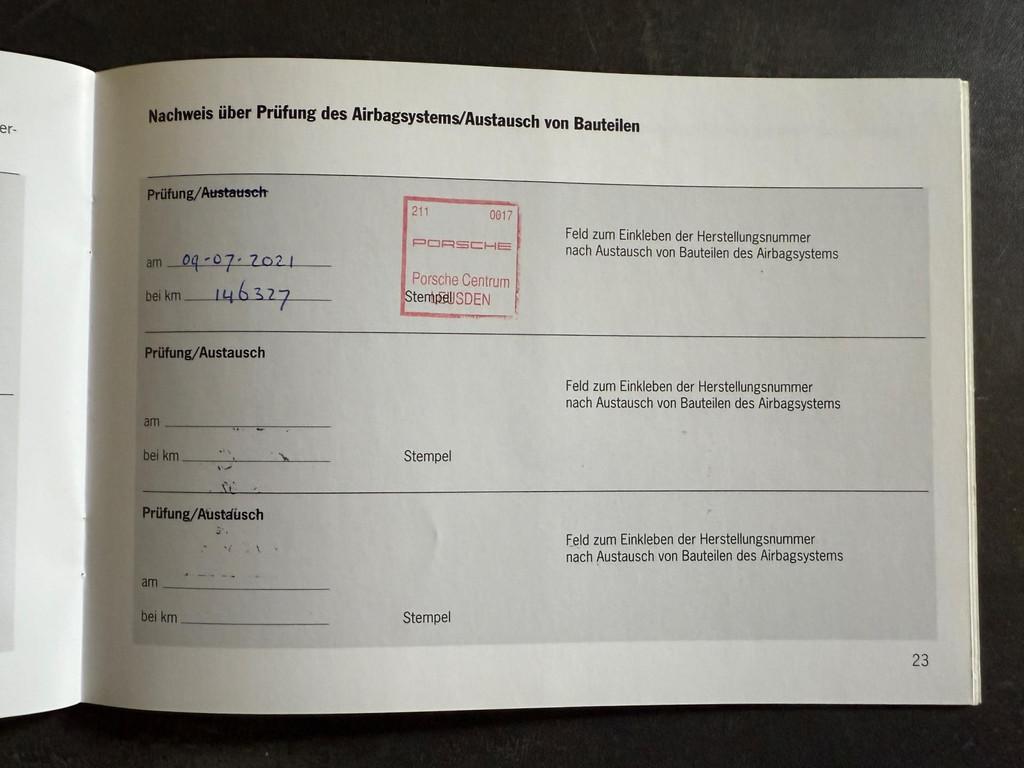 er-
Nachweis über Prüfung des Airbagsystems/Austausch von Bauteilen
Prüfung/Austausch
211 0017
PORSCHE
Porsche Centrum
LEUSDEN
Feld zum Einkleben der Herstellungsnummer
nach Austausch von Bauteilen des Airbagsystems
am 09-07-2021
bei km 146327
Stempel
Prüfung/Austausch
Feld zum Einkleben der Herstellungsnummer
nach Austausch von Bauteilen des Airbagsystems
am
bei km
Stempel
Prüfung/Austausch
Feld zum Einkleben der Herstellungsnummer
nach Austausch von Bauteilen des Airbagsystems
am
bei km
Stempel
23